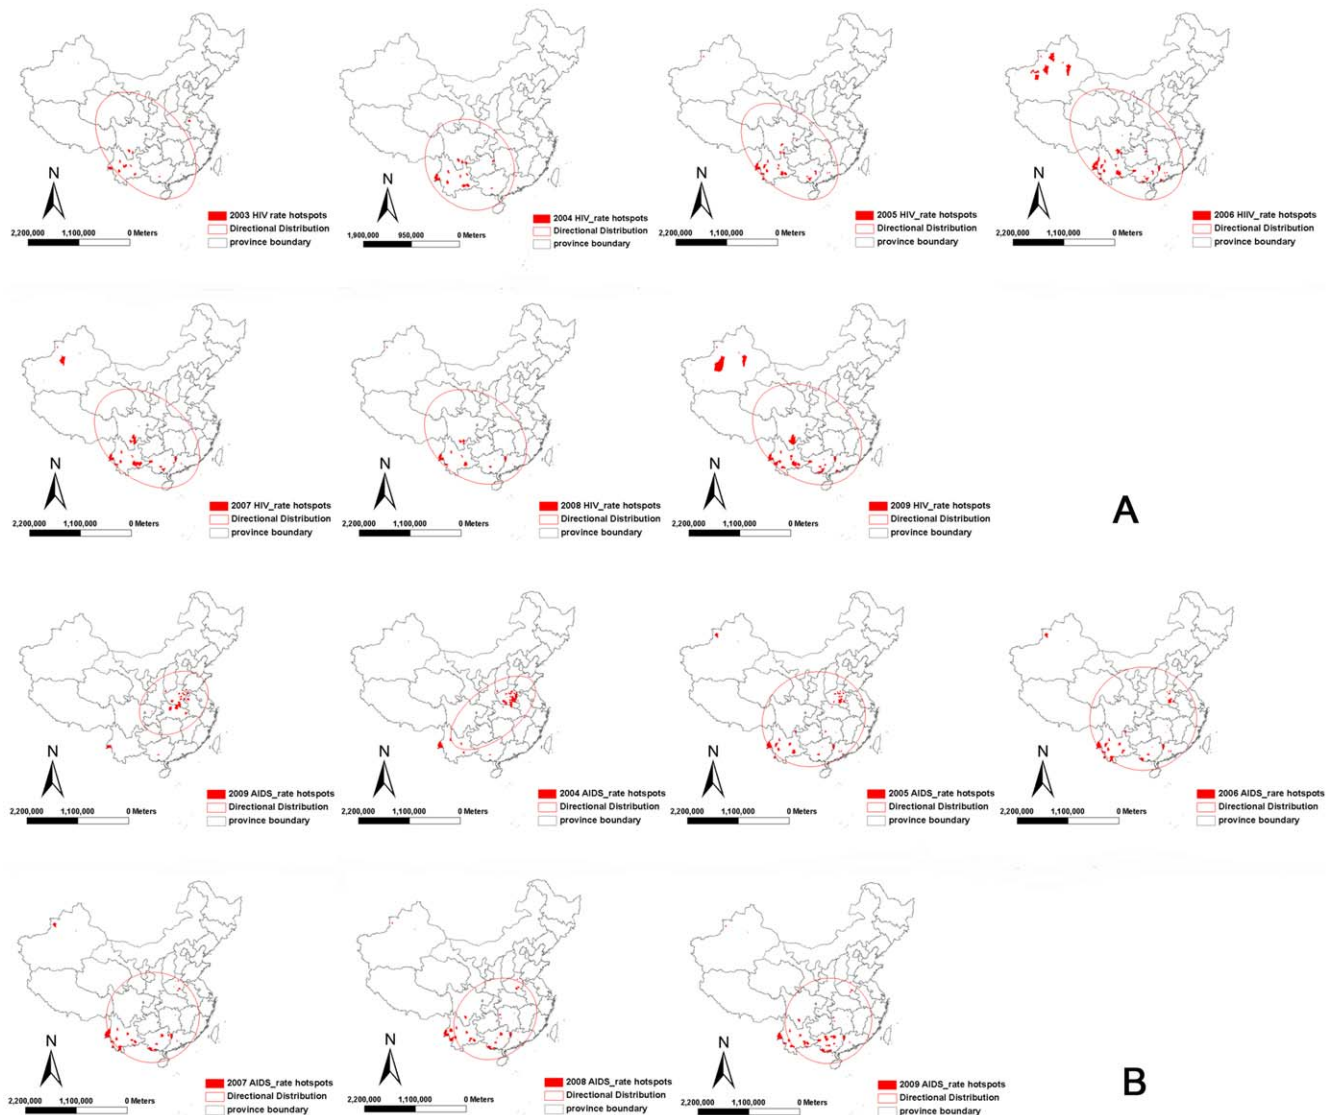 N
2003 HIV rate hotspots
Directional Distribution
province boundary
2,200,000 1,100,000 0 Meters
N
2004 HIV_rate hotspots
Directional Distribution
province boundary
1,900,000 950,000 0 Meters
N
2005 HIV_rate hotspots
Directional Distribution
province boundary
2,200,000 1,100,000 0 Meters
N
2006 HIIV_rate hotspots
Directional Distribution
province boundary
2,200,000 1,100,000 0 Meters
N
2007 HIV_rate hotspots
Directional Distribution
province boundary
2,200,000 1,100,000 0 Meters
N
2008 HIV_rate hotspots
Directional Distribution
province boundary
2,200,000 1,100,000 0 Meters
N
2009 HIV_rate hotspots
Directional Distribution
province boundary
2,200,000 1,100,000 0 Meters
A
N
2009 AIDS_rate hotspots
Directional Distribution
province boundary
2,200,000 1,100,000 0 Meters
N
2004 AIDS_rate hotspots
Directional Distribution
province boundary
2,200,000 1,100,000 0 Meters
N
2005 AIDS_rare hotspots
Directional Distribution
province boundary
2,200,000 1,100,000 0 Meters
N
2006 AIDS_rare hotspots
Directional Distribution
province boundary
2,200,000 1,100,000 0 Meters
N
2007 AIDS_rate hotspots
Directional Distribution
province boundary
2,200,000 1,100,000 0 Meters
N
2008 AIDS_rate hotspots
Directional Distribution
province boundary
2,200,000 1,100,000 0 Meters
N
2009 AIDS_rate hotspots
Directional Distribution
province boundary
2,200,000 1,100,000 0 Meters
B